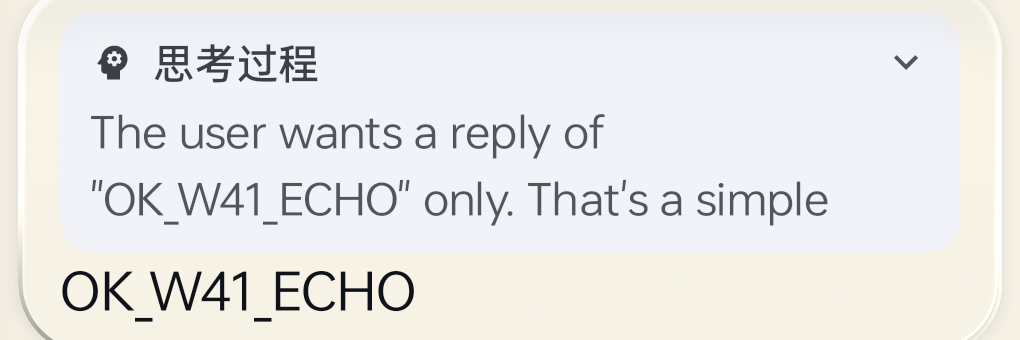 思考过程
The user wants a reply of
"OK_W41_ECHO" only. That's a simple
OK_W41_ECHO